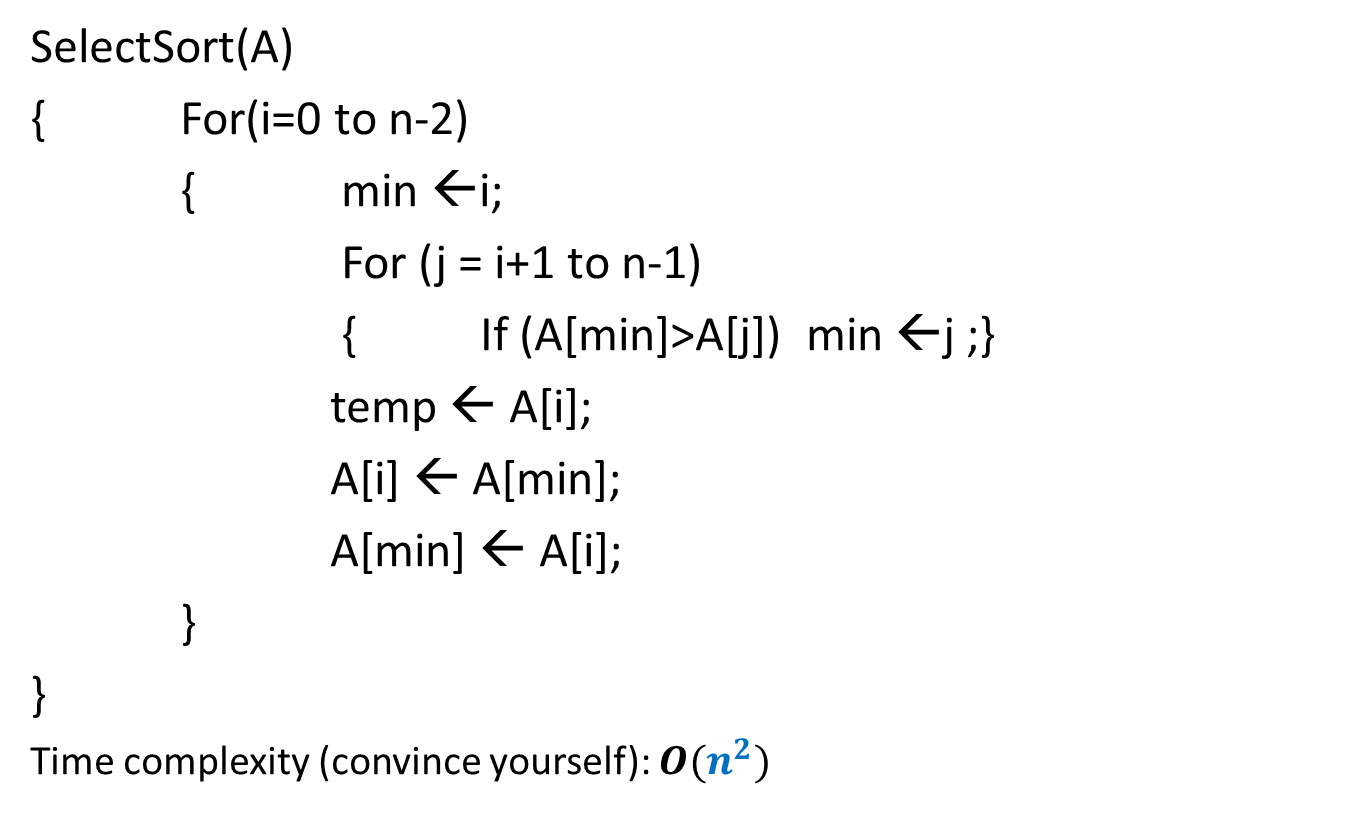 SelectSort(A)
{ For(i=0 to n-2)
{ min ←i;
For (j = i+1 to n-1)
{ If (A[min]>A[j]) min ←j ;}
temp ← A[i];
A[i] ← A[min];
A[min] ← A[i];
}
}
Time complexity (convince yourself): O(n²)